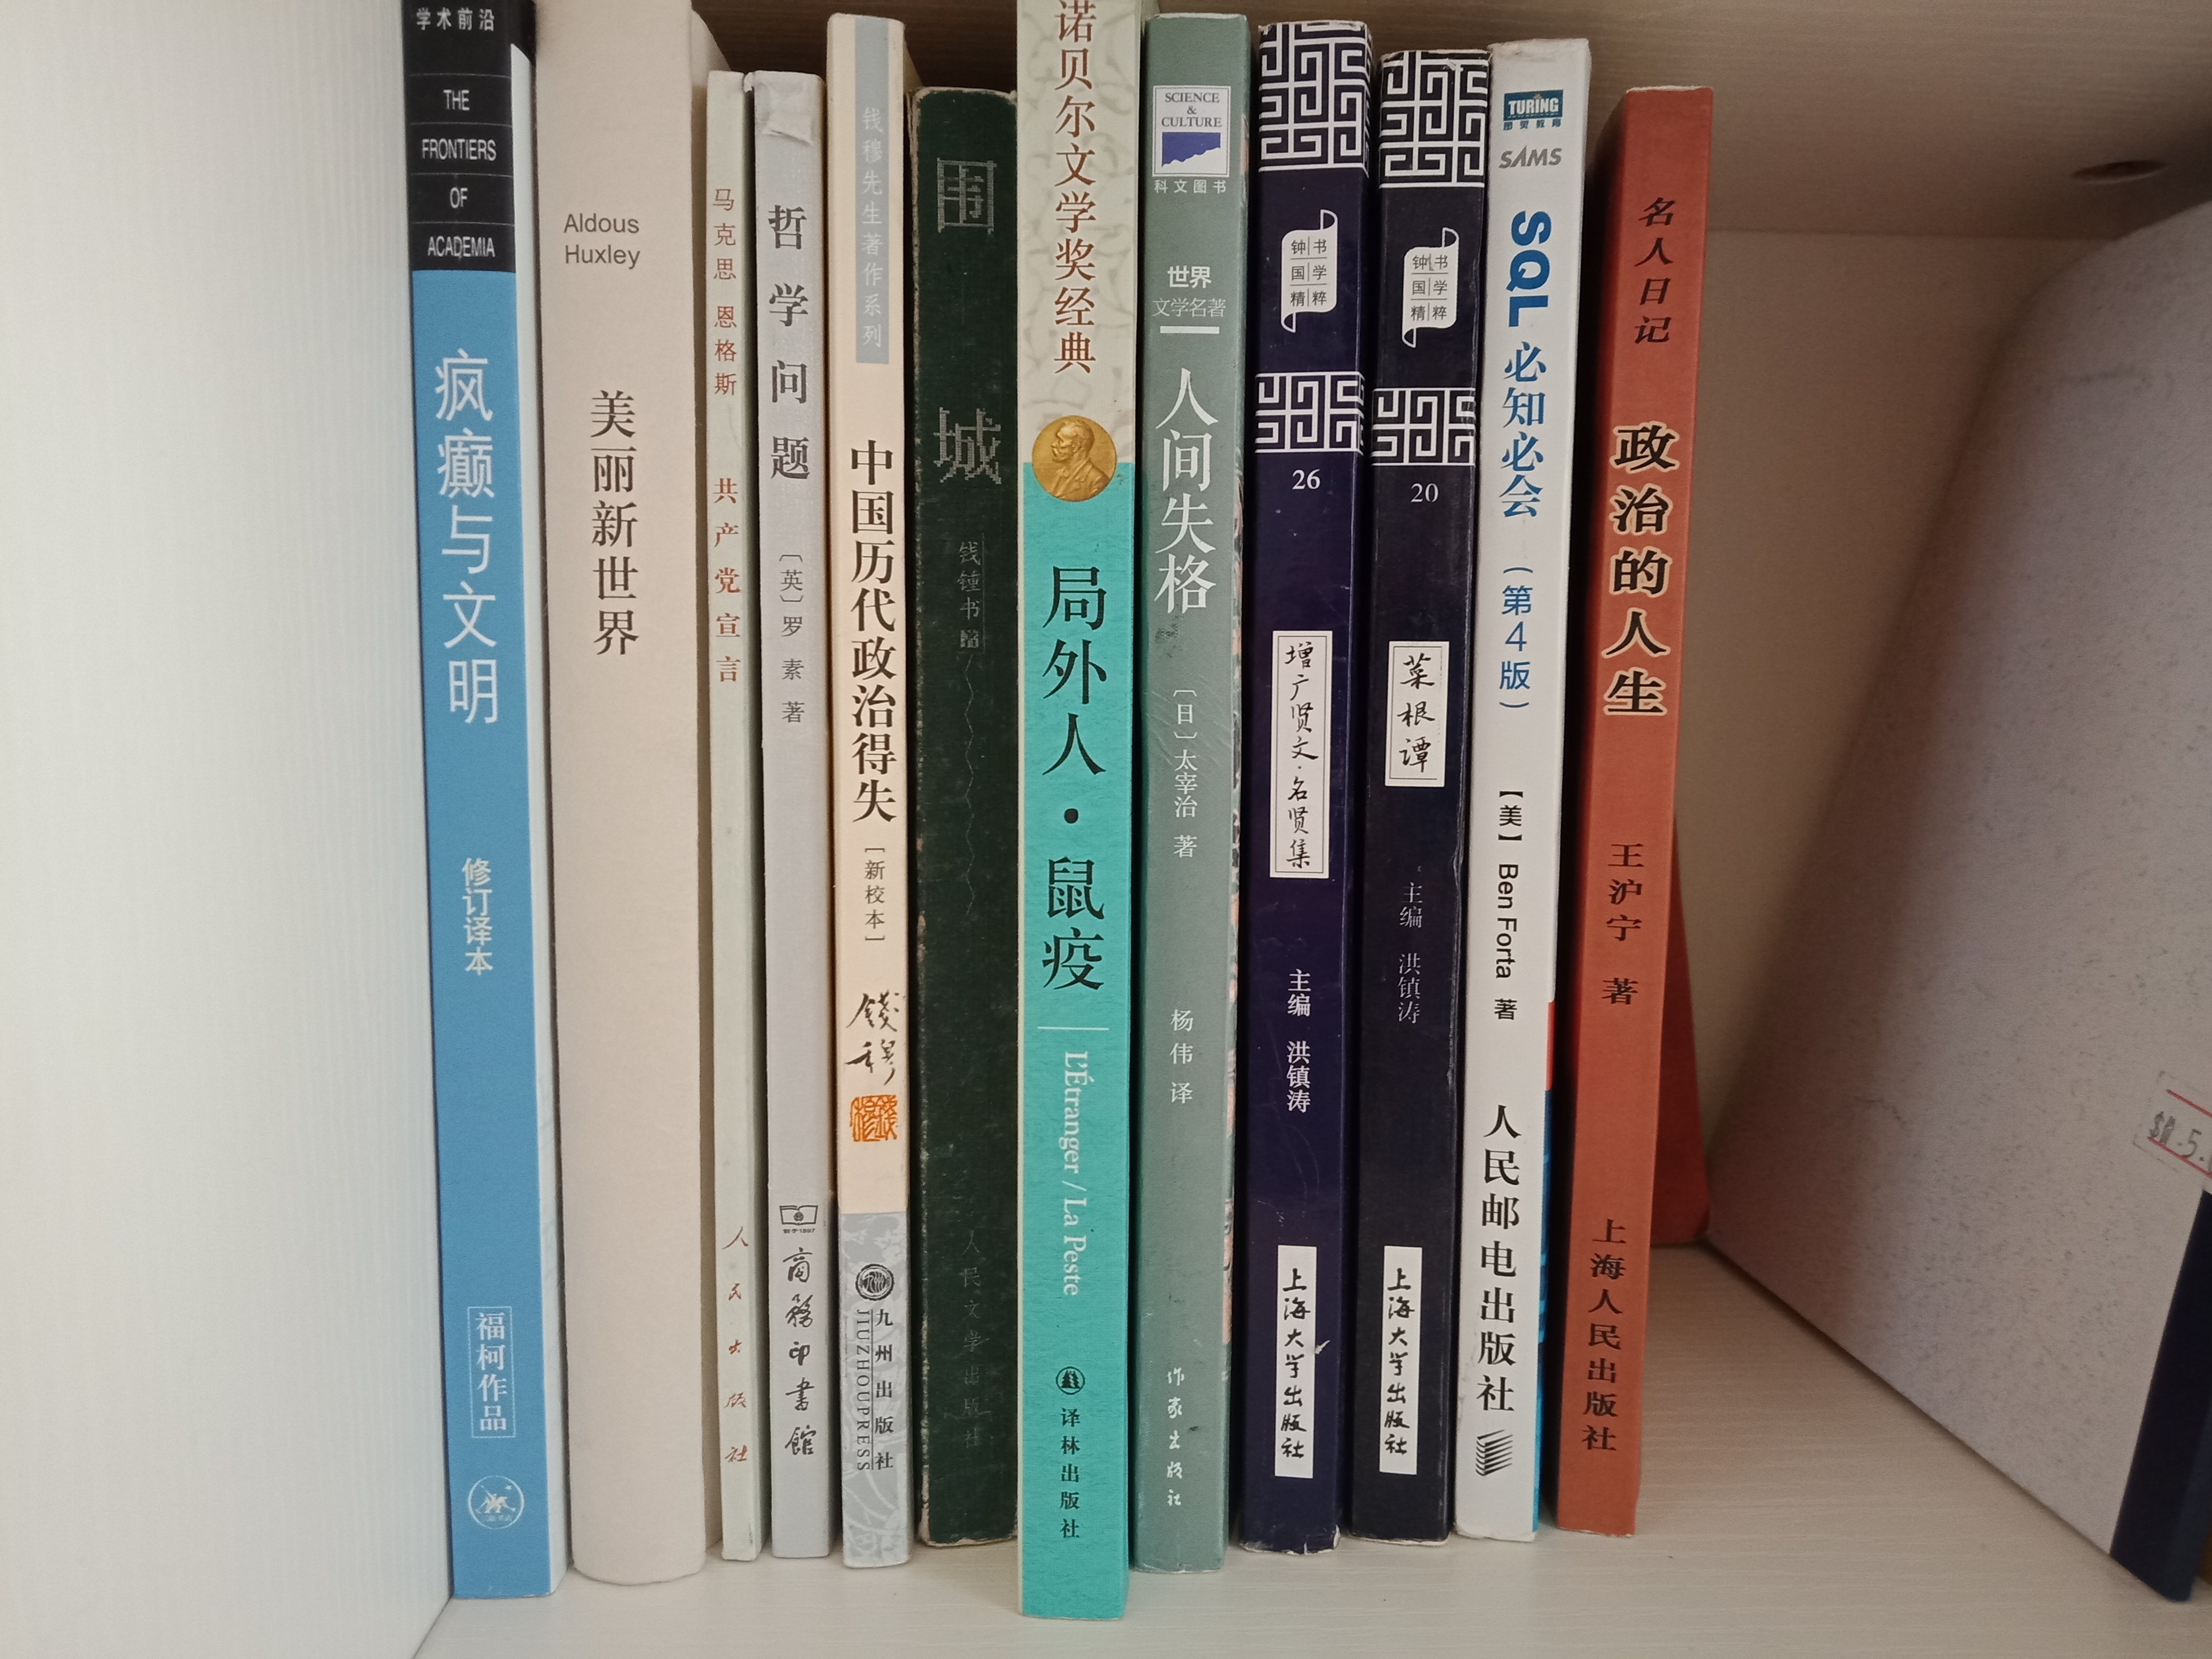 学术前沿
THE
FRONTIERS
OF
ACADEMIA
疯癫与文明
修订译本
福柯作品
Aldous
Huxley
美丽新世界
马克思 恩格斯
共产党宣言
人民出版社
哲学问题
〔英〕罗素 著
商務印書館
钱穆先生著作系列
中国历代政治得失
［新校本］
錢穆
九州出版社
JIUZHOUPRESS
围城
钱锺书 著
人民文学出版社
诺贝尔文学奖经典
局外人·鼠疫
L'Étranger / La Peste
译林出版社
SCIENCE
&
CULTURE
科文图书
世界
文学名著
人间失格
〔日〕太宰治 著
杨伟 译
作家出版社
钟书
国学
精粹
26
增广贤文·名贤集
主编 洪镇涛
上海大学出版社
钟书
国学
精粹
20
菜根谭
主编 洪镇涛
上海大学出版社
TURING
图灵教育
SAMS
SQL必知必会
（第4版）
【美】Ben Forta 著
人民邮电出版社
名人日记
政治的人生
王沪宁 著
上海人民出版社